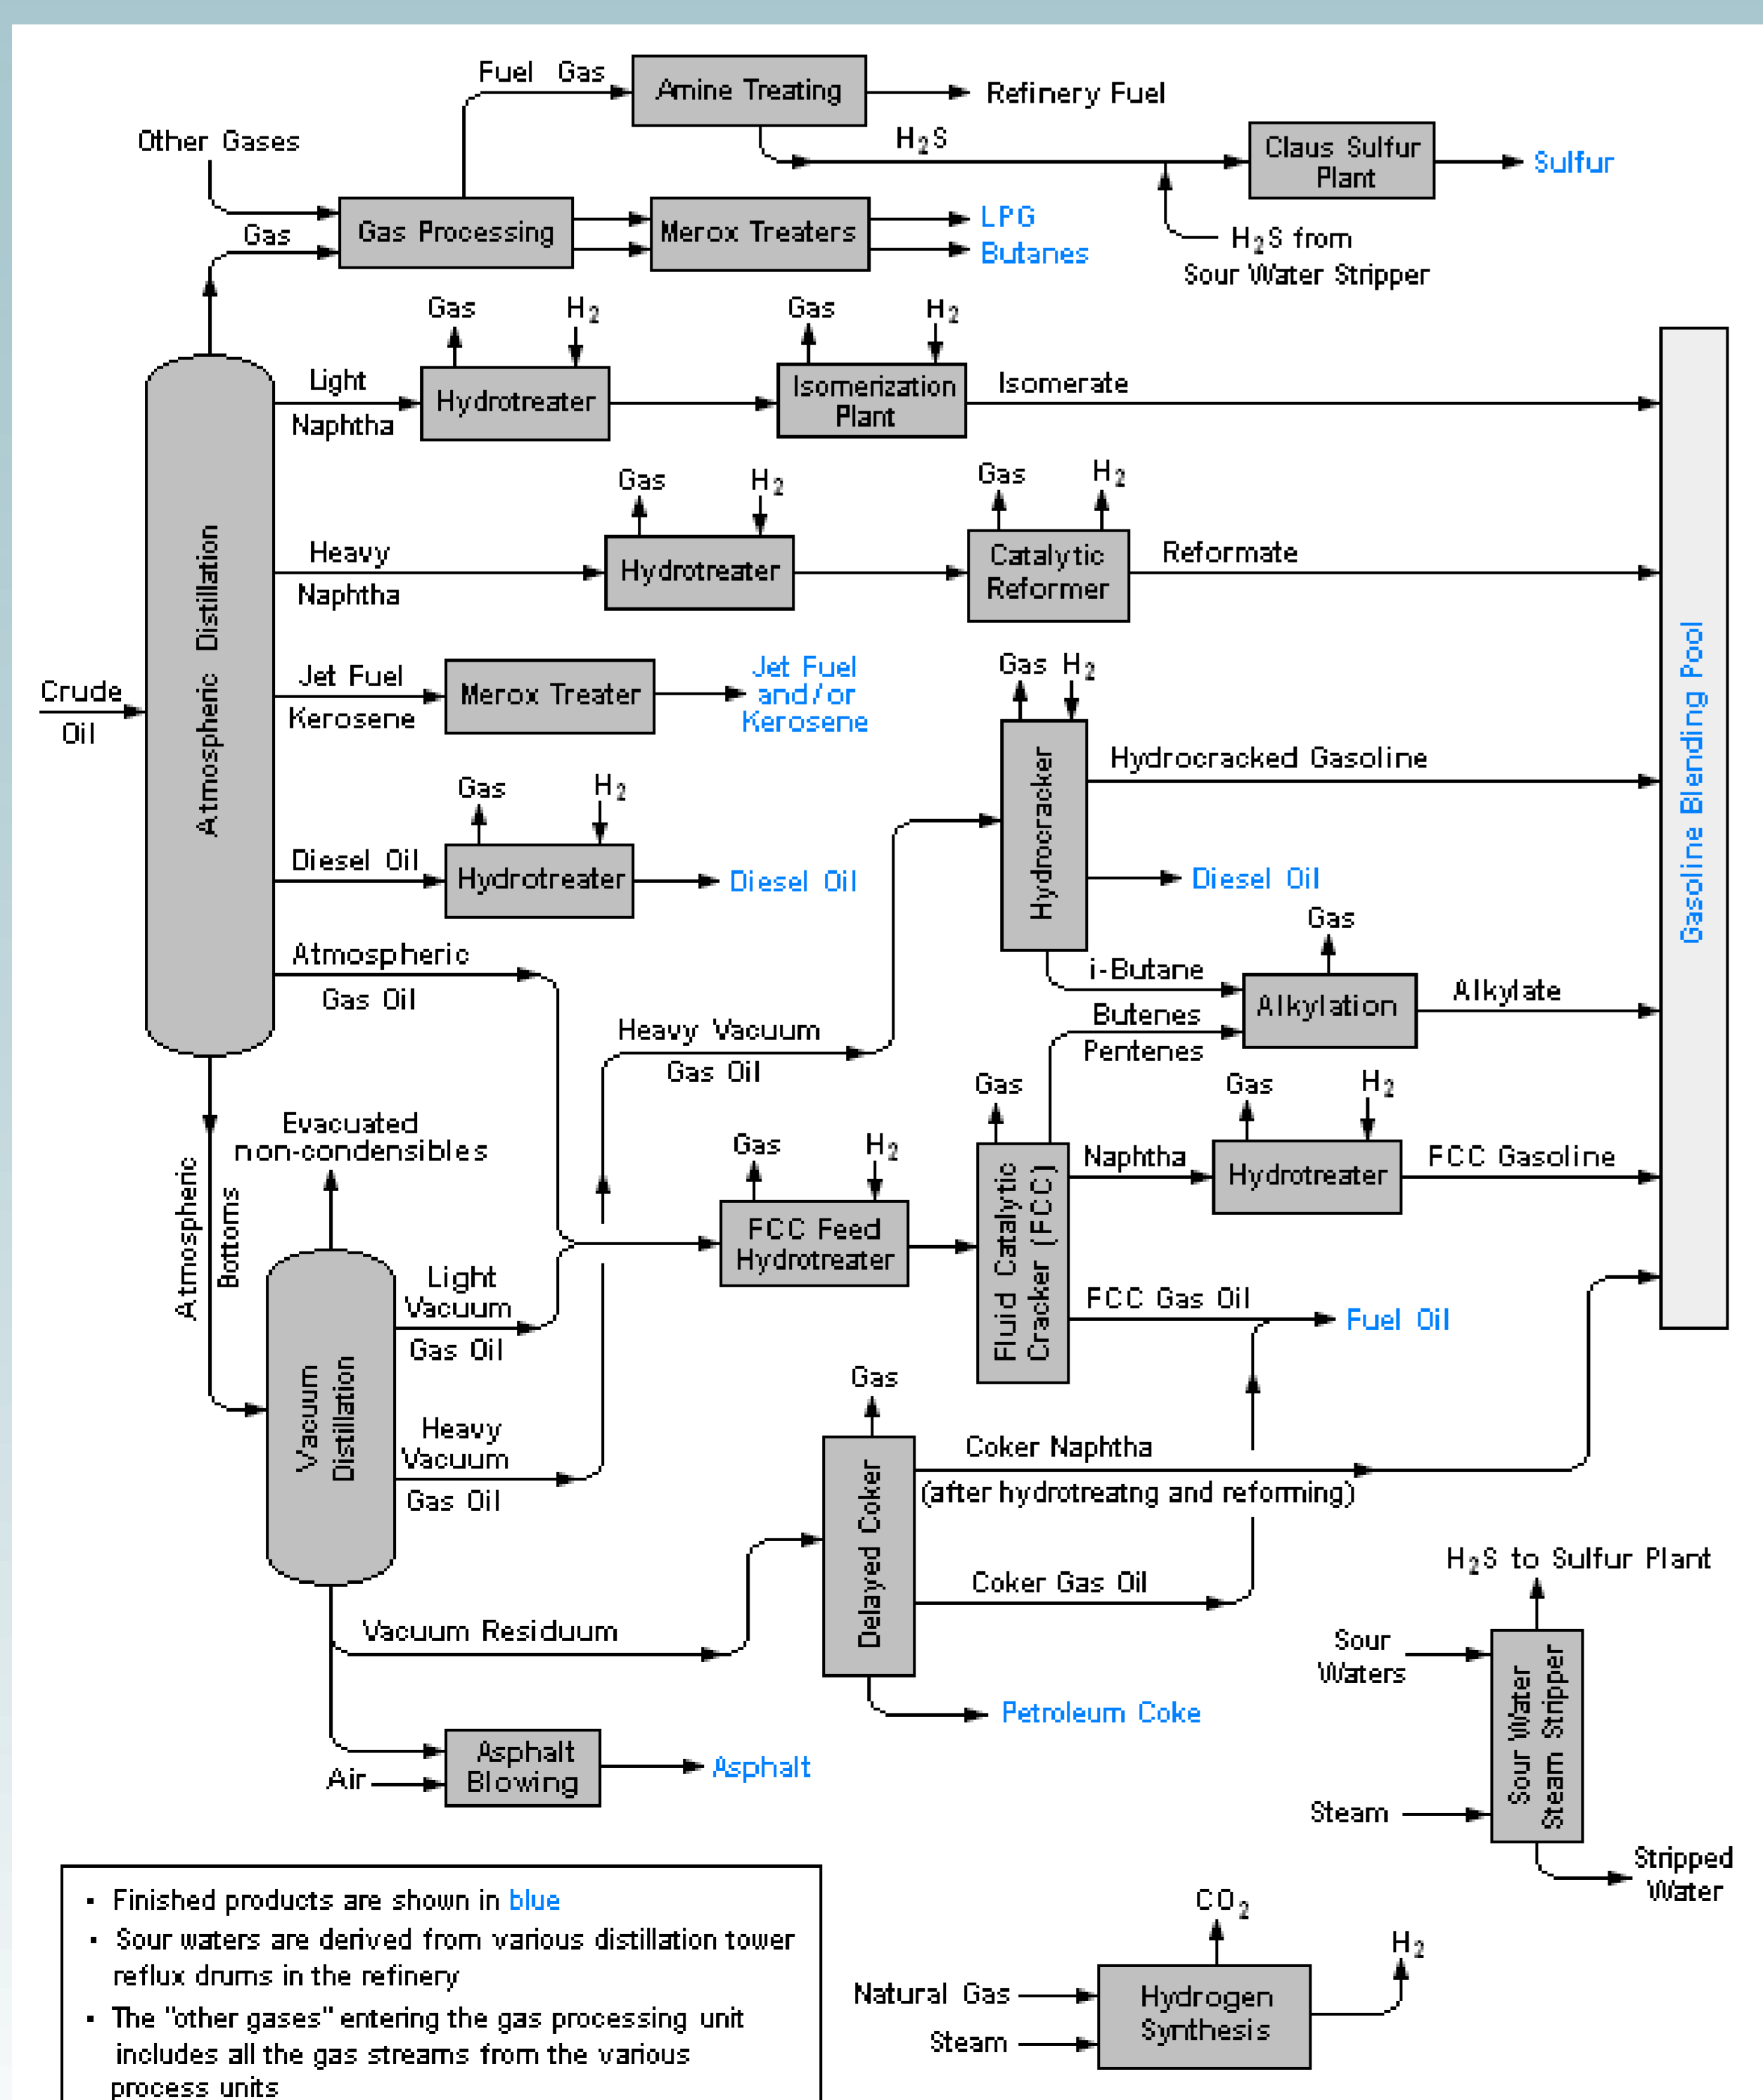 Fuel Gas
Amine Treating
Refinery Fuel
Other Gases
H2S
Claus Sulfur
Plant
Sulfur
Gas
Gas Processing
Merox Treaters
LPG
Butanes
H2S from
Sour Water Stripper
Gas
H2
Gas
H2
Light
Naphtha
Hydrotreater
Isomerization
Plant
Isomerate
Gas
H2
Gas
H2
Heavy
Naphtha
Hydrotreater
Catalytic
Reformer
Reformate
Atmospheric Distillation
Gasoline Blending Pool
Crude
Oil
Jet Fuel
Kerosene
Merox Treater
Jet Fuel
and/or
Kerosene
Gas
H2
Hydrocracker
Hydrocracked Gasoline
Gas
H2
Diesel Oil
Hydrotreater
Diesel Oil
Diesel Oil
Gas
Atmospheric
Gas Oil
i-Butane
Alkylation
Alkylate
Butenes
Pentenes
Heavy Vacuum
Gas Oil
Gas
Gas
H2
Evacuated
non-condensibles
Gas
H2
Naphtha
Hydrotreater
FCC Gasoline
Atmospheric
Bottoms
FCC Feed
Hydrotreater
Fluid Catalytic
Cracker (FCC)
Light
Vacuum
Gas Oil
FCC Gas Oil
Fuel Oil
Vacuum
Distillation
Gas
Heavy
Vacuum
Gas Oil
Delayed Coker
Coker Naphtha
(after hydrotreatng and reforming)
Coker Gas Oil
H2S to Sulfur Plant
Vacuum Residuum
Sour
Waters
Sour Water
Steam Stripper
Petroleum Coke
Asphalt
Blowing
Air
Asphalt
Steam
Stripped
Water
▪ Finished products are shown in blue
▪ Sour waters are derived from various distillation tower
reflux drums in the refinery
▪ The "other gases" entering the gas processing unit
includes all the gas streams from the various
process units
CO2
H2
Natural Gas
Hydrogen
Synthesis
Steam